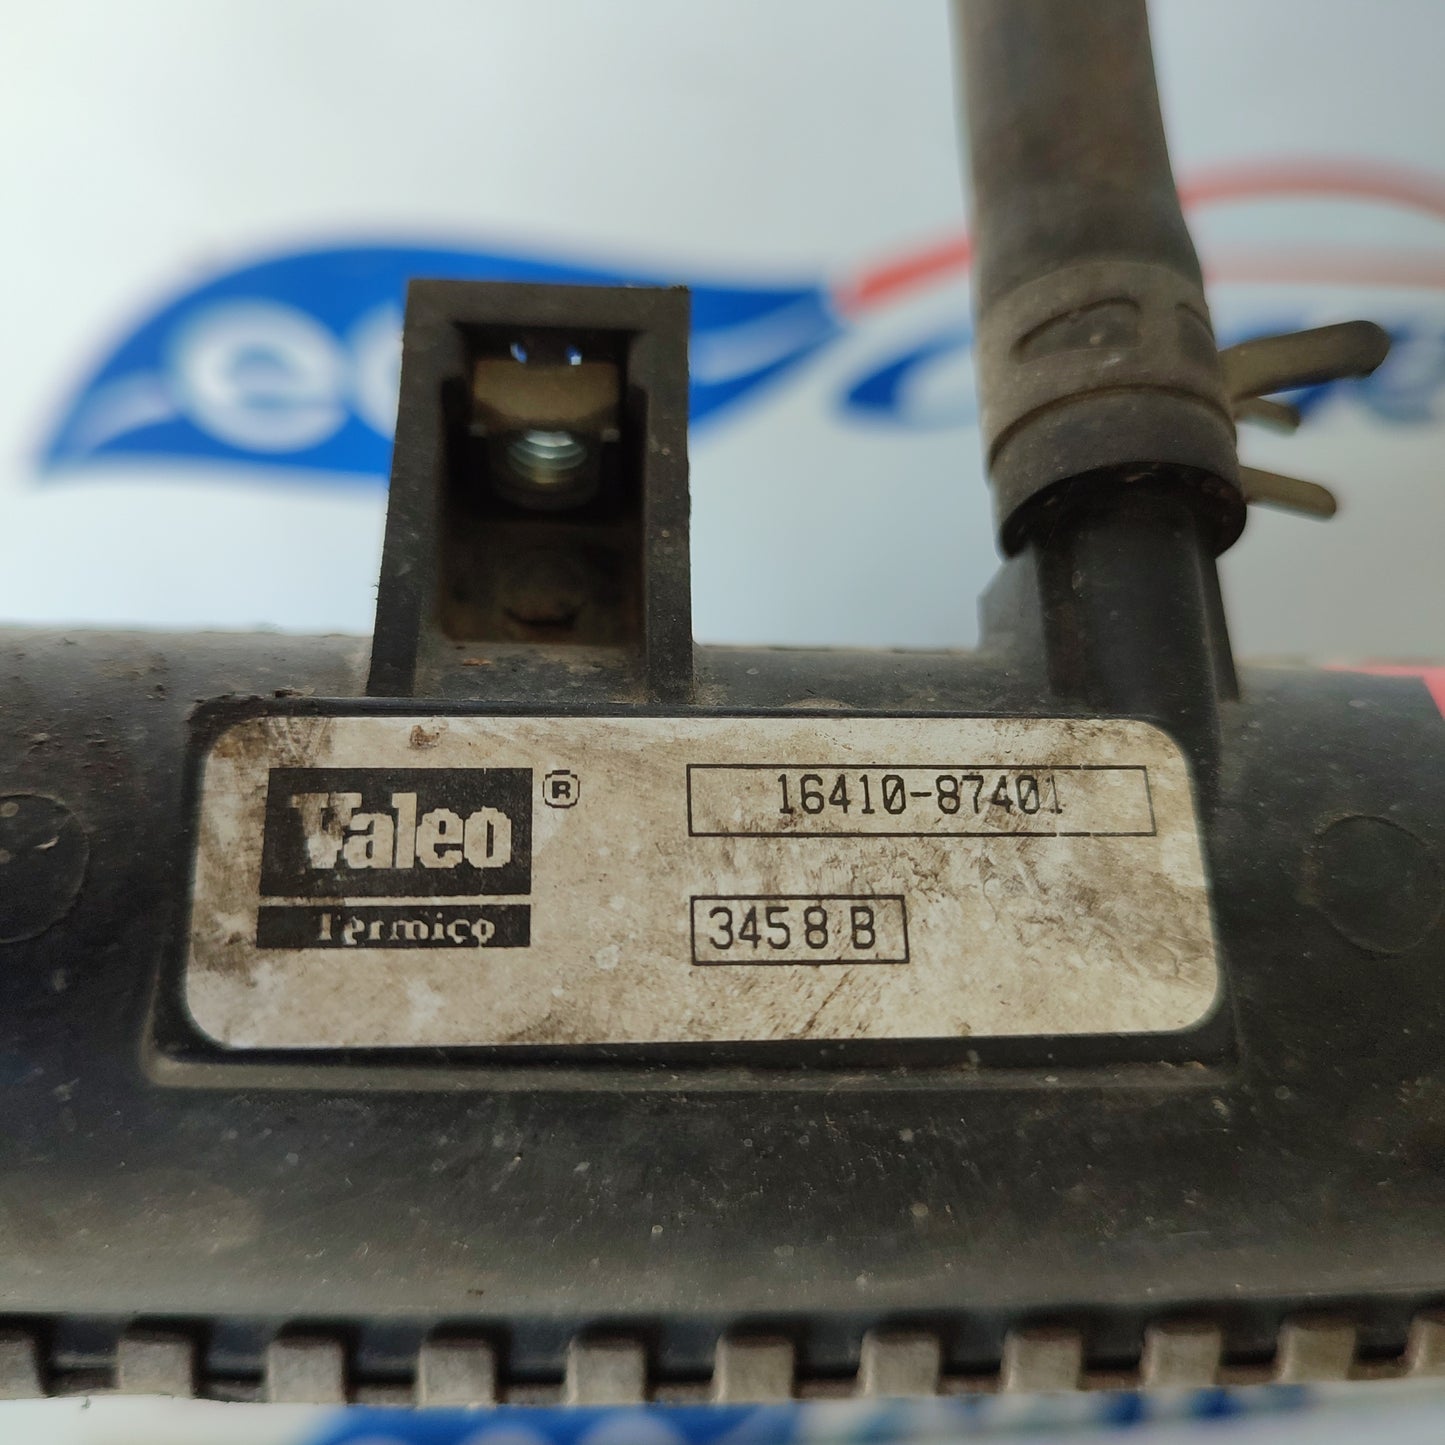 Valeo ®
Termico
16410-87401
3458 B